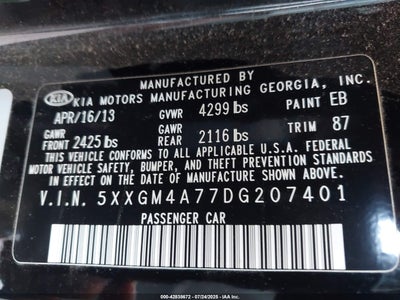 MANUFACTURED BY
KIA KIA MOTORS MANUFACTURING GEORGIA, INC.
APR/16/13 GVWR 4299 lbs PAINT EB
GAWR FRONT 2425 lbs GAWR REAR 2116 lbs TRIM 87
THIS VEHICLE CONFORMS TO ALL APPLICABLE U.S.A. FEDERAL
MOTOR VEHICLE SAFETY, BUMPER, AND THEFT PREVENTION STANDARDS
IN EFFECT ON THE DATE OF MANUFACTURE SHOWN ABOVE.
V.I.N. 5XXGM4A77DG207401
PASSENGER CAR
000-42838672 07/24/2025 - IAA Inc.